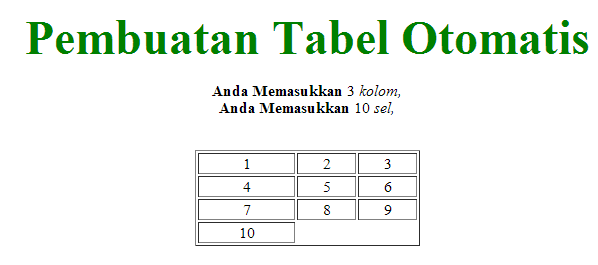 Pembuatan Tabel Otomatis
Anda Memasukkan 3 kolom,
Anda Memasukkan 10 sel,
1 2 3
4 5 6
7 8 9
10